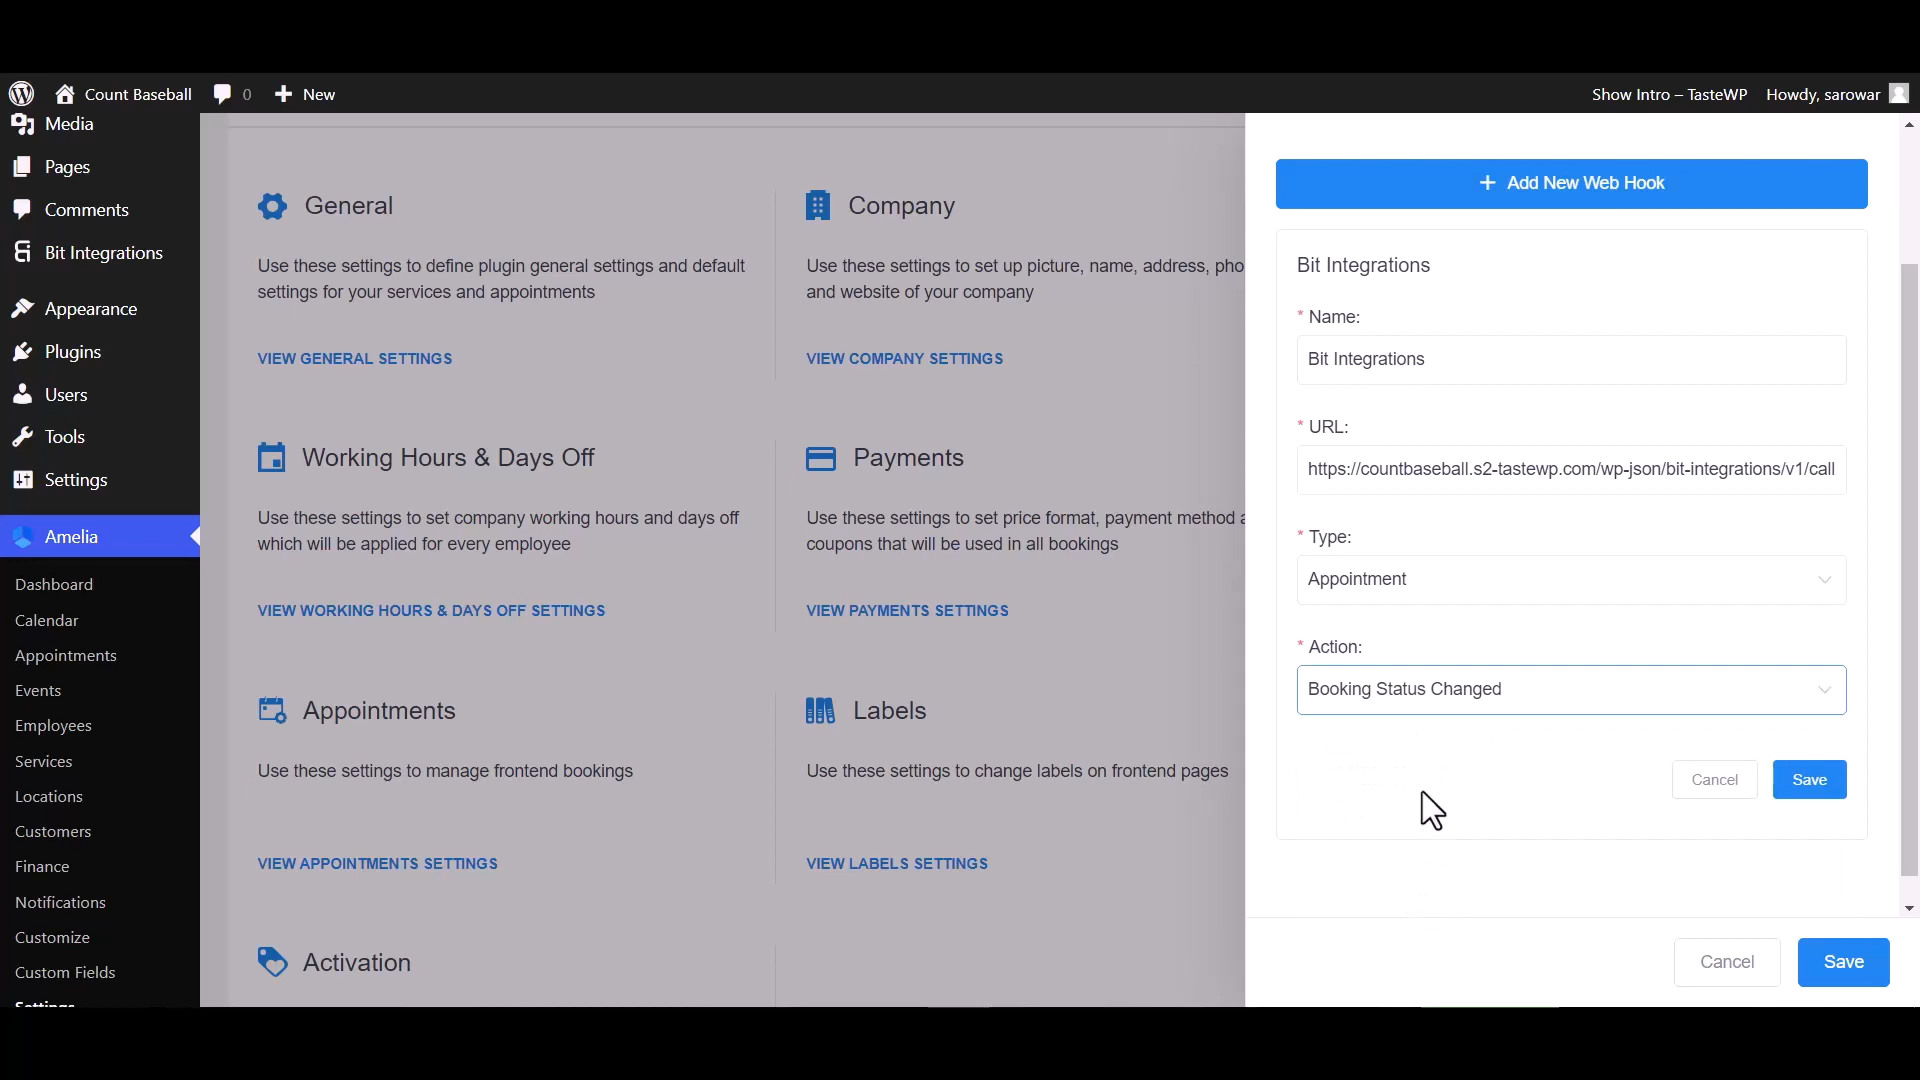 Count Baseball
0
New
Show Intro – TasteWP
Howdy, sarowar
Media
Pages
Comments
Bit Integrations
Appearance
Plugins
Users
Tools
Settings
Amelia
Dashboard
Calendar
Appointments
Events
Employees
Services
Locations
Customers
Finance
Notifications
Customize
Custom Fields
Settings
General
Use these settings to define plugin general settings and default
settings for your services and appointments
VIEW GENERAL SETTINGS
Company
Use these settings to set up picture, name, address, pho
and website of your company
VIEW COMPANY SETTINGS
Working Hours & Days Off
Use these settings to set company working hours and days off
which will be applied for every employee
VIEW WORKING HOURS & DAYS OFF SETTINGS
Payments
Use these settings to set price format, payment method a
coupons that will be used in all bookings
VIEW PAYMENTS SETTINGS
Appointments
Use these settings to manage frontend bookings
VIEW APPOINTMENTS SETTINGS
Labels
Use these settings to change labels on frontend pages
VIEW LABELS SETTINGS
Activation
+ Add New Web Hook
Bit Integrations
* Name:
Bit Integrations
* URL:
https://countbaseball.s2-tastewp.com/wp-json/bit-integrations/v1/call
* Type:
Appointment
* Action:
Booking Status Changed
Cancel
Save
Cancel
Save